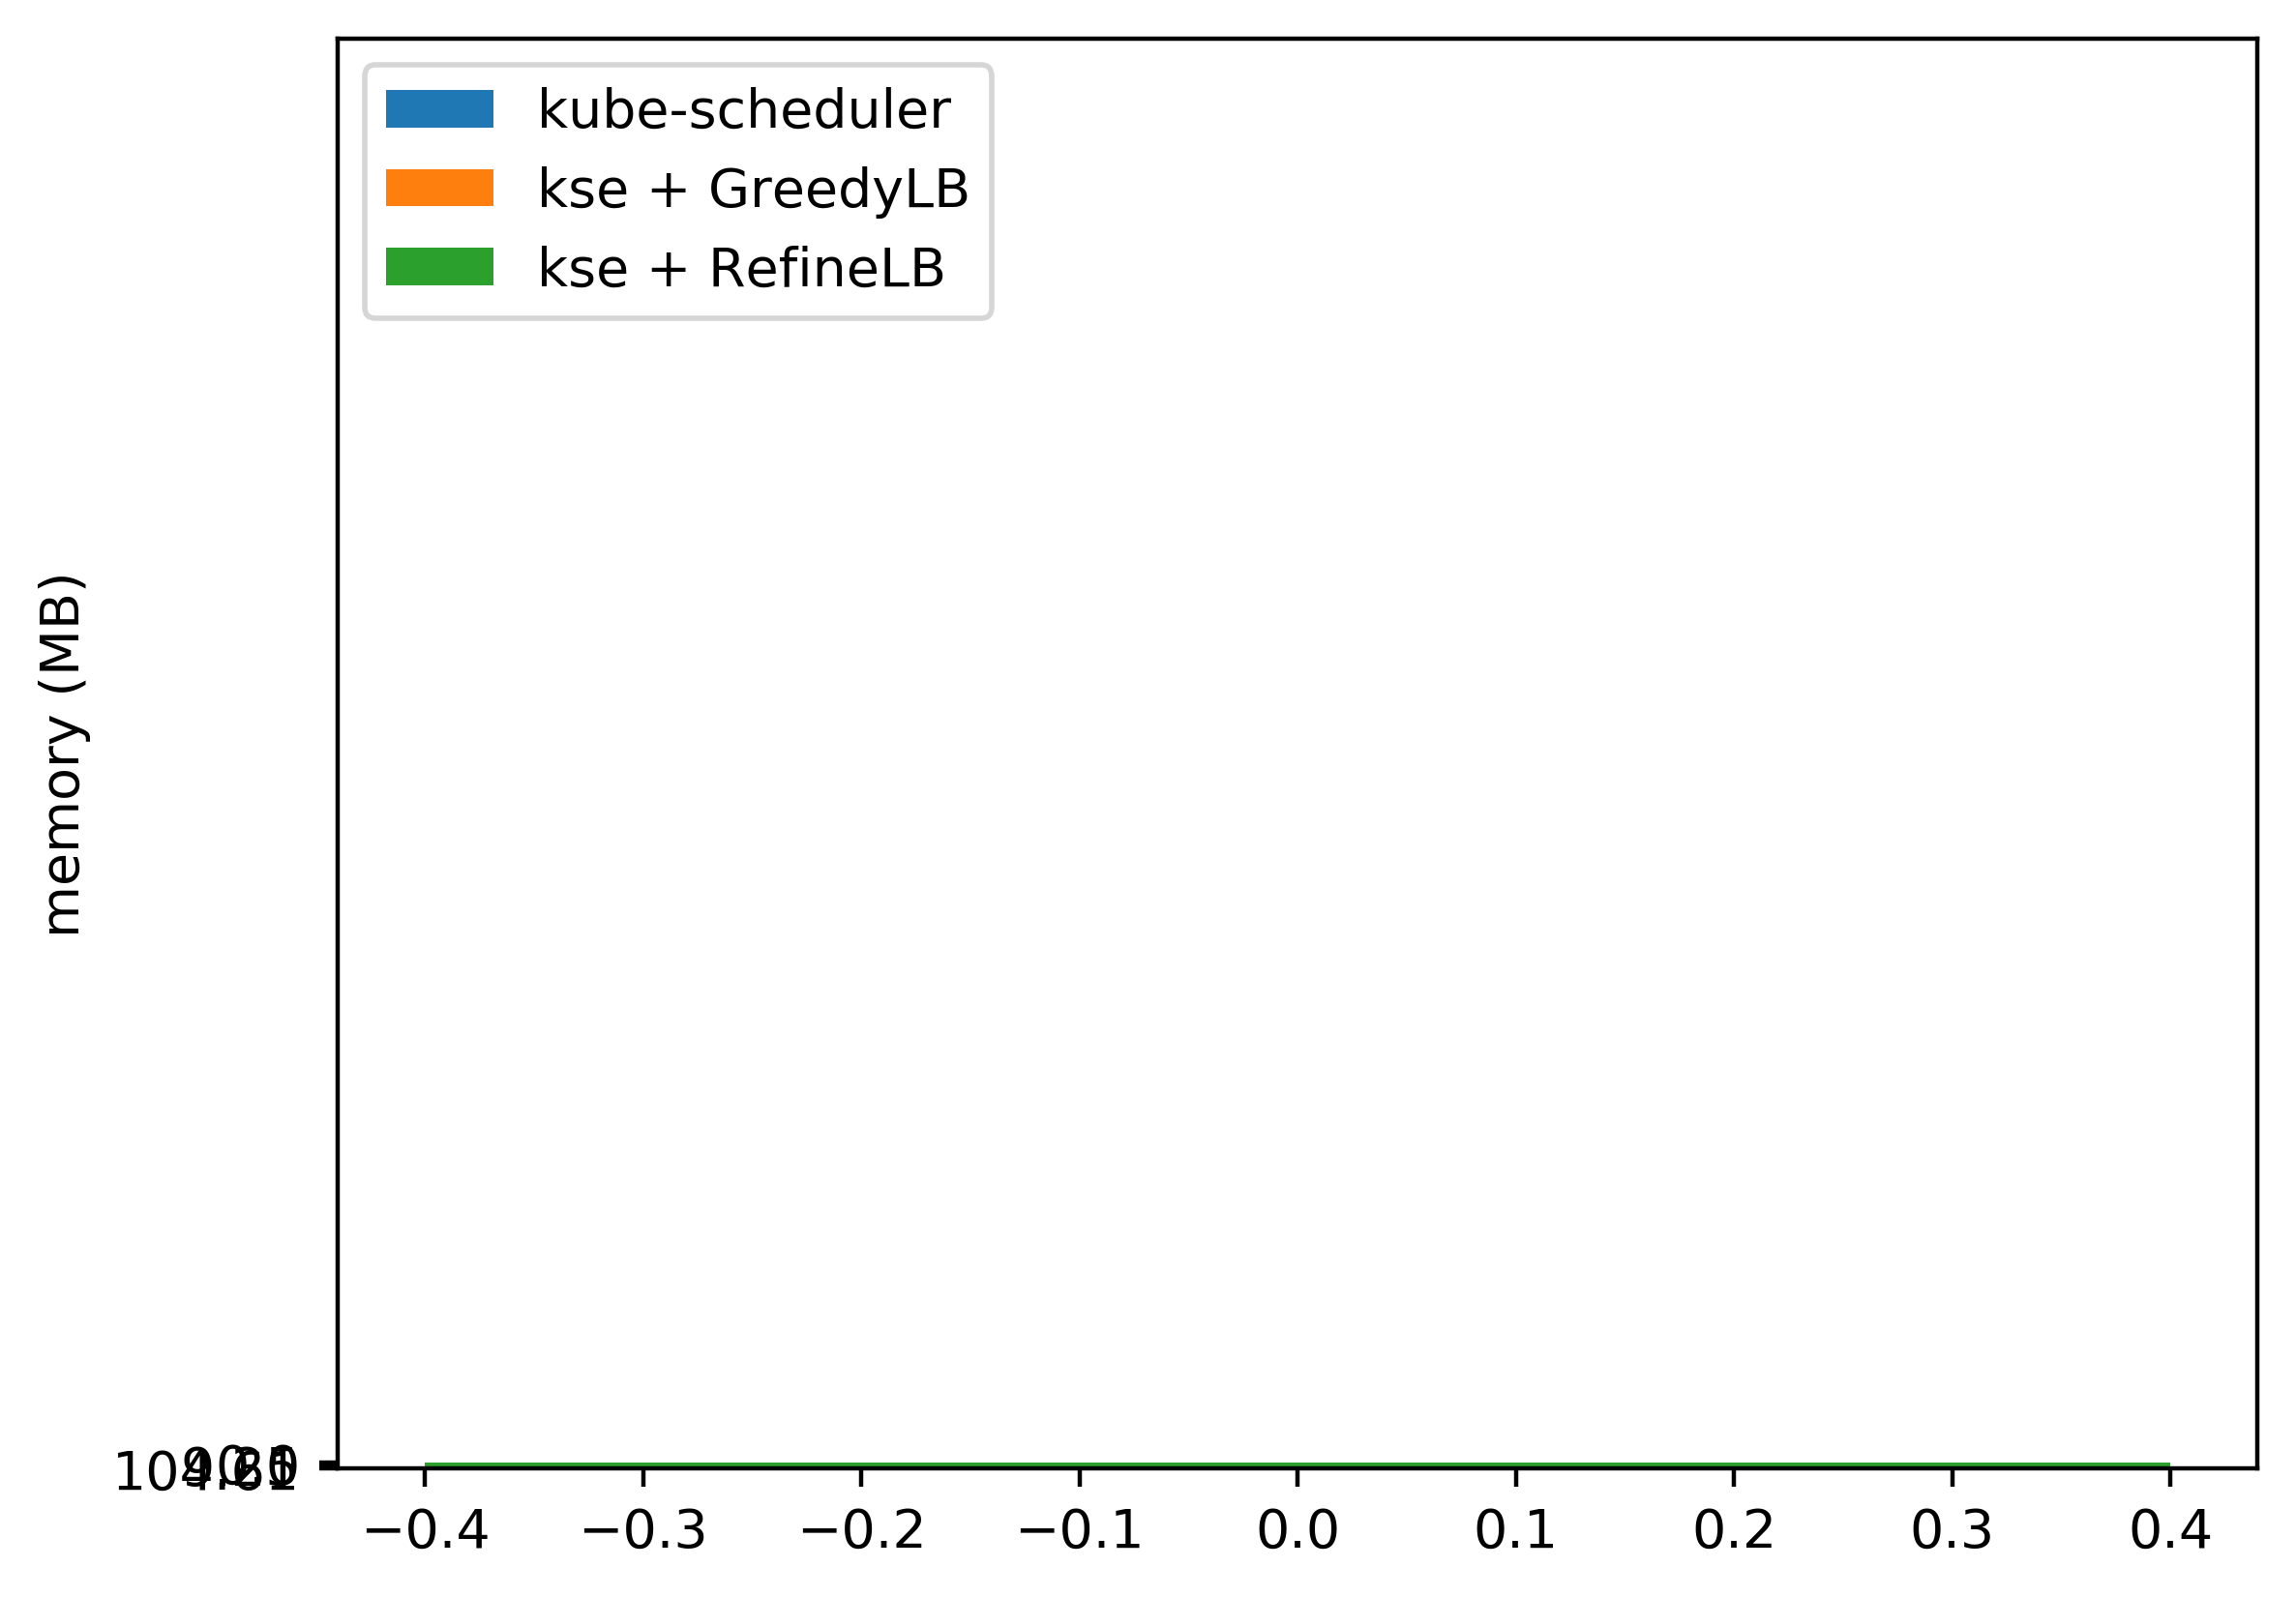 kube-scheduler
kse + GreedyLB
kse + RefineLB
memory (MB)
−0.4 −0.3 −0.2 −0.1 0.0 0.1 0.2 0.3 0.4